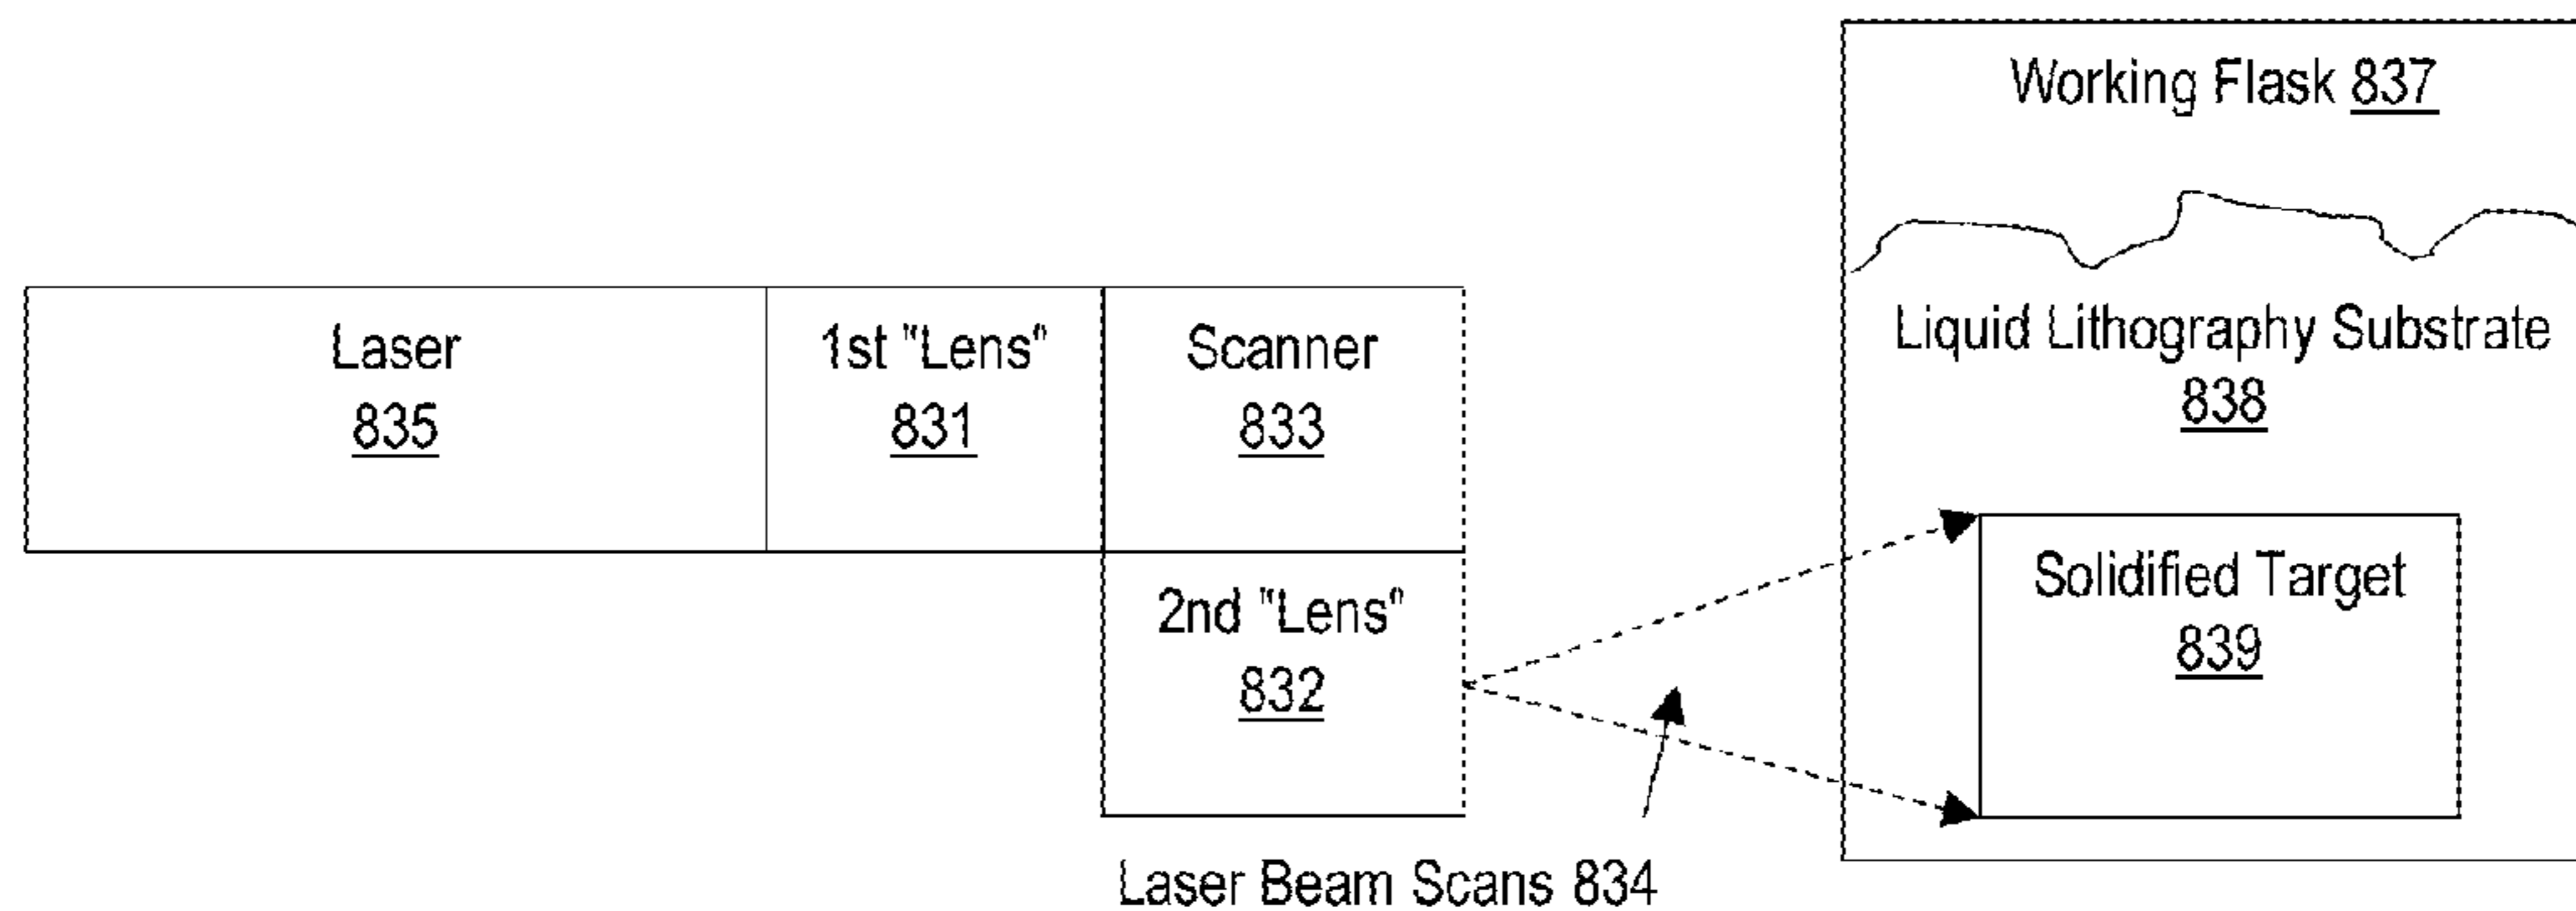 Working Flask 837
Liquid Lithography Substrate
838
Laser
835
1st "Lens"
831
Scanner
833
2nd "Lens"
832
Solidified Target
839
Laser Beam Scans 834